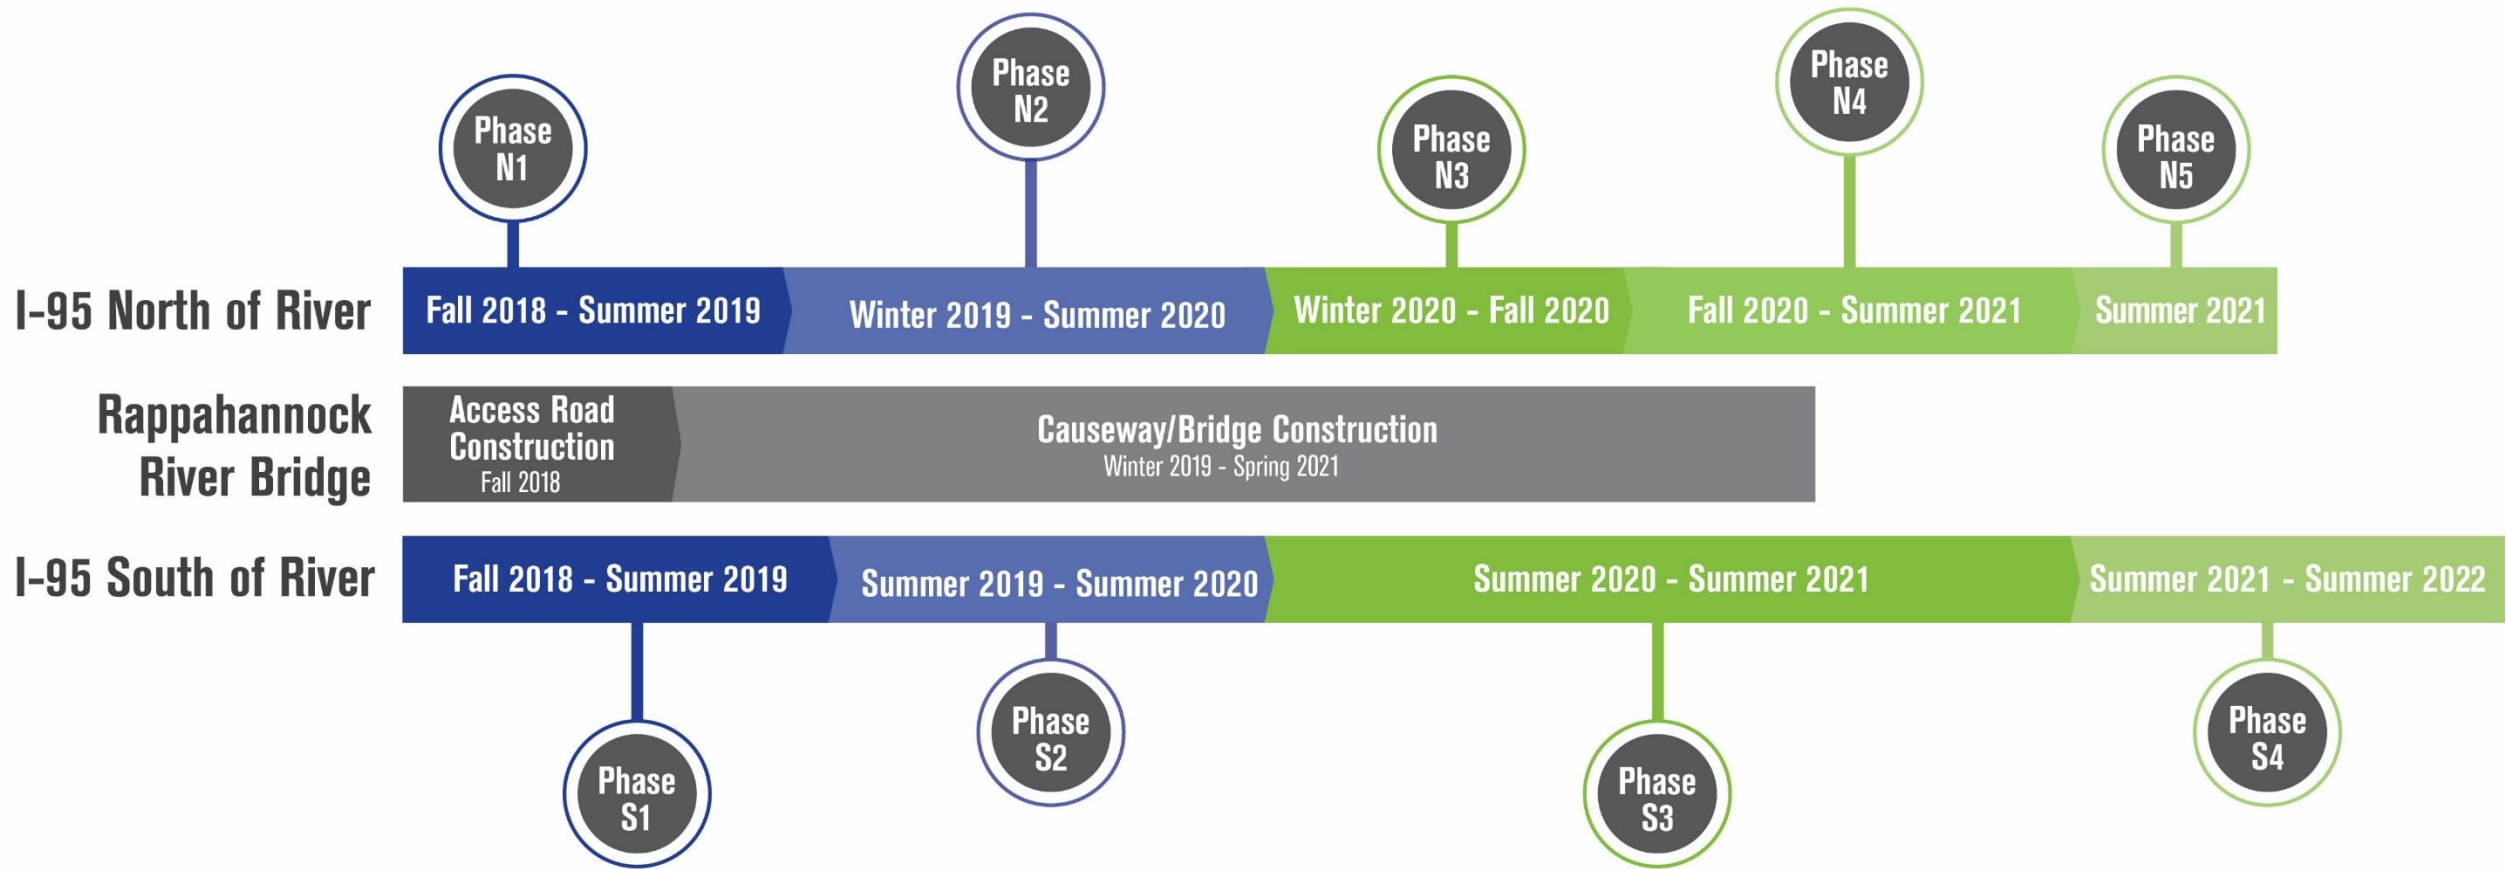 Phase
N1
Phase
N2
Phase
N3
Phase
N4
Phase
N5
I-95 North of River
Fall 2018 - Summer 2019
Winter 2019 - Summer 2020
Winter 2020 - Fall 2020
Fall 2020 - Summer 2021
Summer 2021
Rappahannock
River Bridge
Access Road
Construction
Fall 2018
Causeway/Bridge Construction
Winter 2019 - Spring 2021
I-95 South of River
Fall 2018 - Summer 2019
Summer 2019 - Summer 2020
Summer 2020 - Summer 2021
Summer 2021 - Summer 2022
Phase
S1
Phase
S2
Phase
S3
Phase
S4